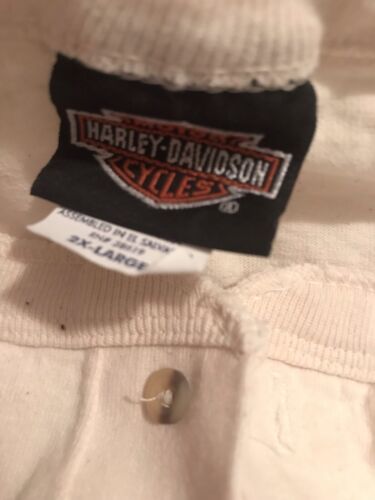 HARLEY-DAVIDSON
CYCLES
®
ASSEMBLED IN EL SALVADOR
2X-LARGE